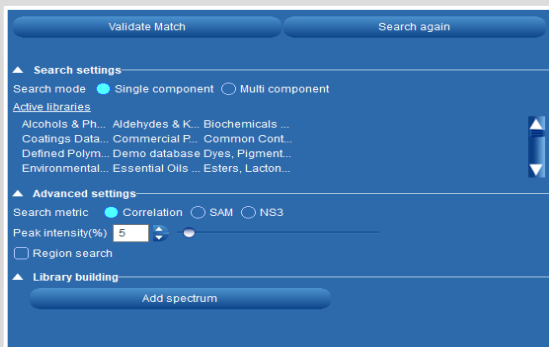 Validate Match Search again
Search settings
Search mode Single component Multi component
Active libraries
Alcohols & Ph... Aldehydes & K... Biochemicals ...
Coatings Data... Commercial P... Common Cont...
Defined Polym... Demo database Dyes, Pigment...
Environmental... Essential Oils ... Esters, Lacton...
Advanced settings
Search metric Correlation SAM NS3
Peak intensity(%) 5
Region search
Library building
Add spectrum